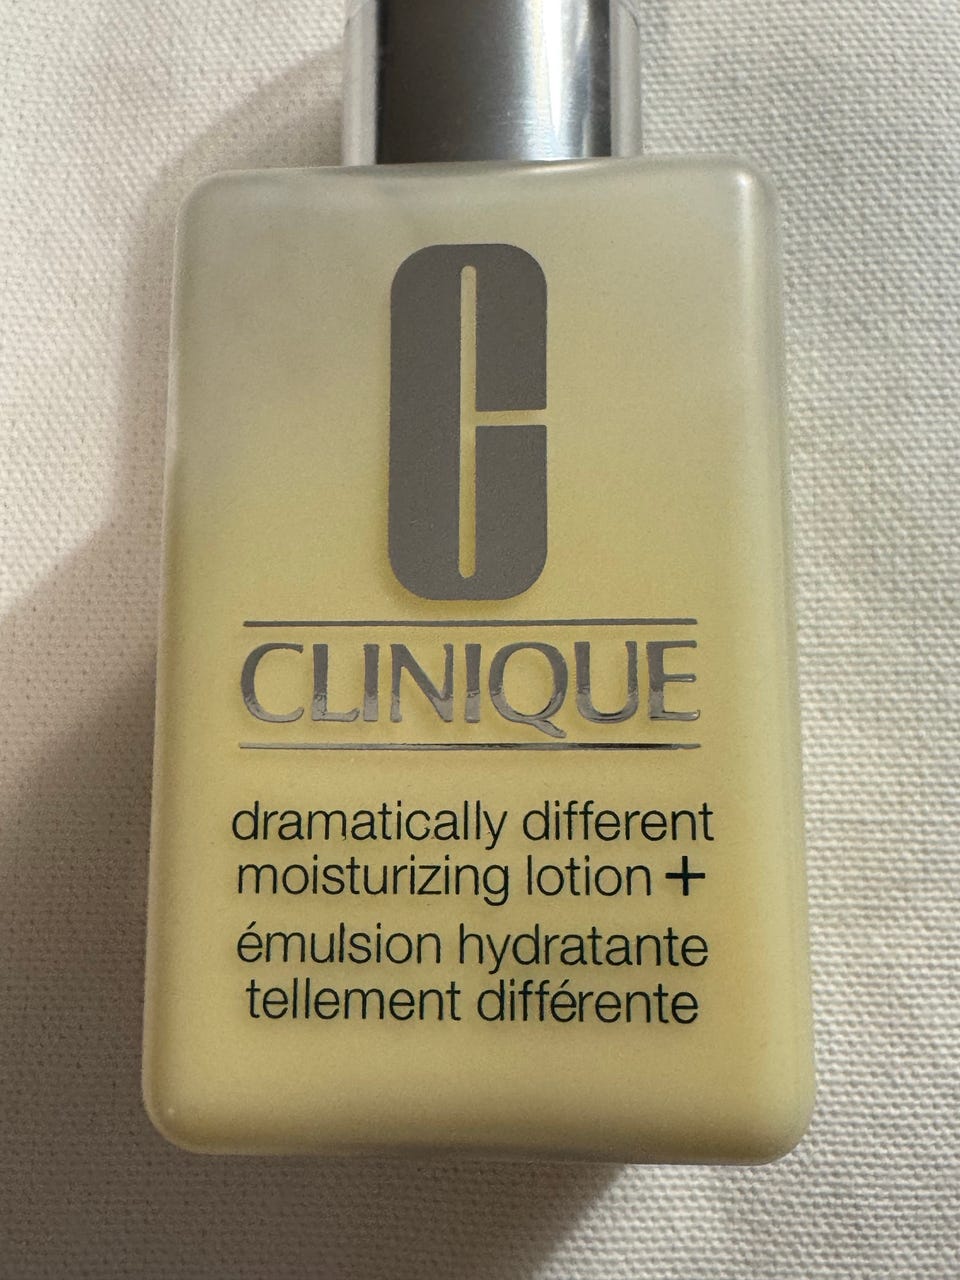 C
CLINIQUE
dramatically different
moisturizing lotion +
émulsion hydratante
tellement différente